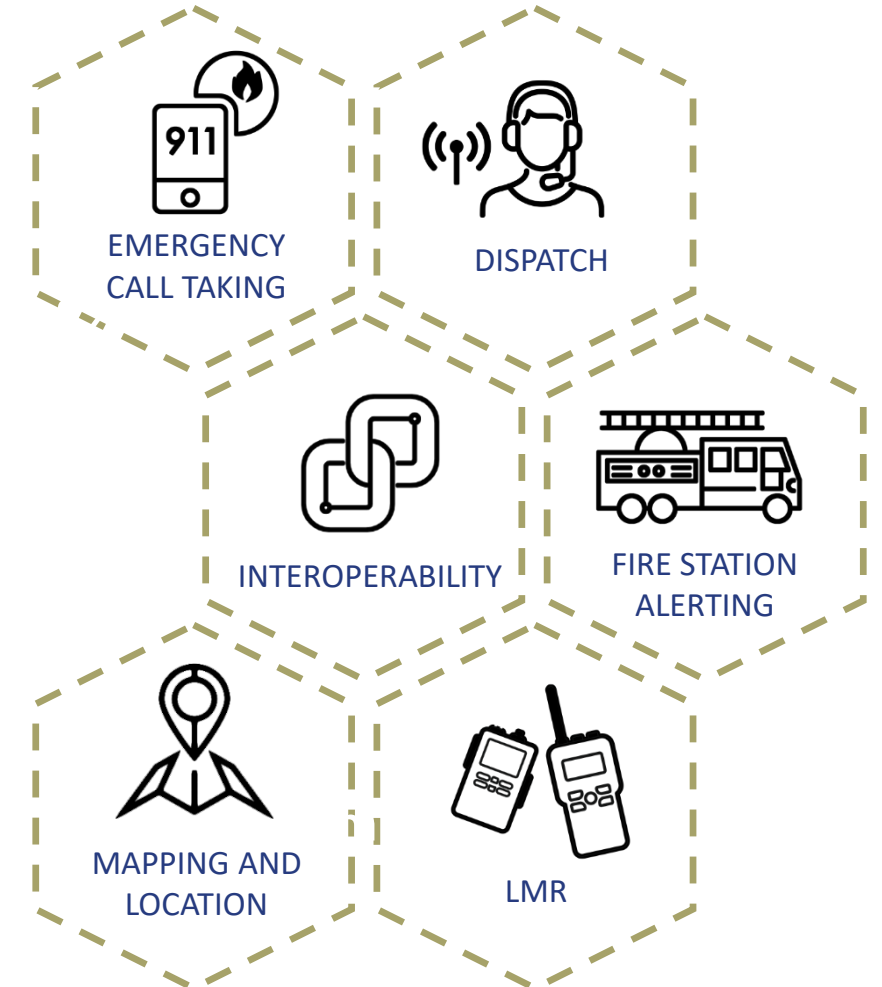 911
EMERGENCY
CALL TAKING
DISPATCH
INTEROPERABILITY
FIRE STATION
ALERTING
MAPPING AND
LOCATION
LMR